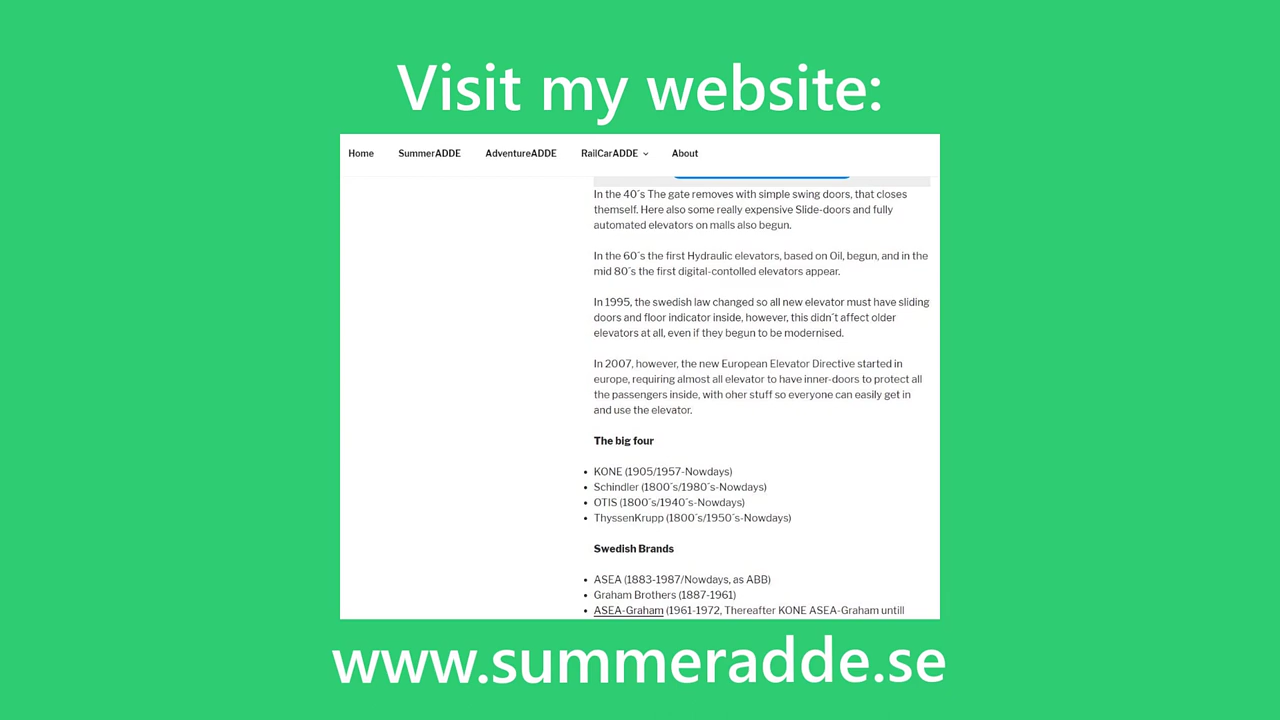 Visit my website:
Home SummerADDE AdventureADDE RailCarADDE About
In the 40´s The gate removes with simple swing doors, that closes
themself. Here also some really expensive Slide-doors and fully
automated elevators on malls also begun.
In the 60´s the first Hydraulic elevators, based on Oil, begun, and in the
mid 80´s the first digital-contolled elevators appear.
In 1995, the swedish law changed so all new elevator must have sliding
doors and floor indicator inside, however, this didn´t affect older
elevators at all, even if they begun to be modernised.
In 2007, however, the new European Elevator Directive started in
europe, requiring almost all elevator to have inner-doors to protect all
the passengers inside, with oher stuff so everyone can easily get in
and use the elevator.
The big four
• KONE (1905/1957-Nowdays)
• Schindler (1800´s/1980´s-Nowdays)
• OTIS (1800´s/1940´s-Nowdays)
• ThyssenKrupp (1800´s/1950´s-Nowdays)
Swedish Brands
• ASEA (1883-1987/Nowdays, as ABB)
• Graham Brothers (1887-1961)
• ASEA-Graham (1961-1972, Thereafter KONE ASEA-Graham untill
www.summeradde.se